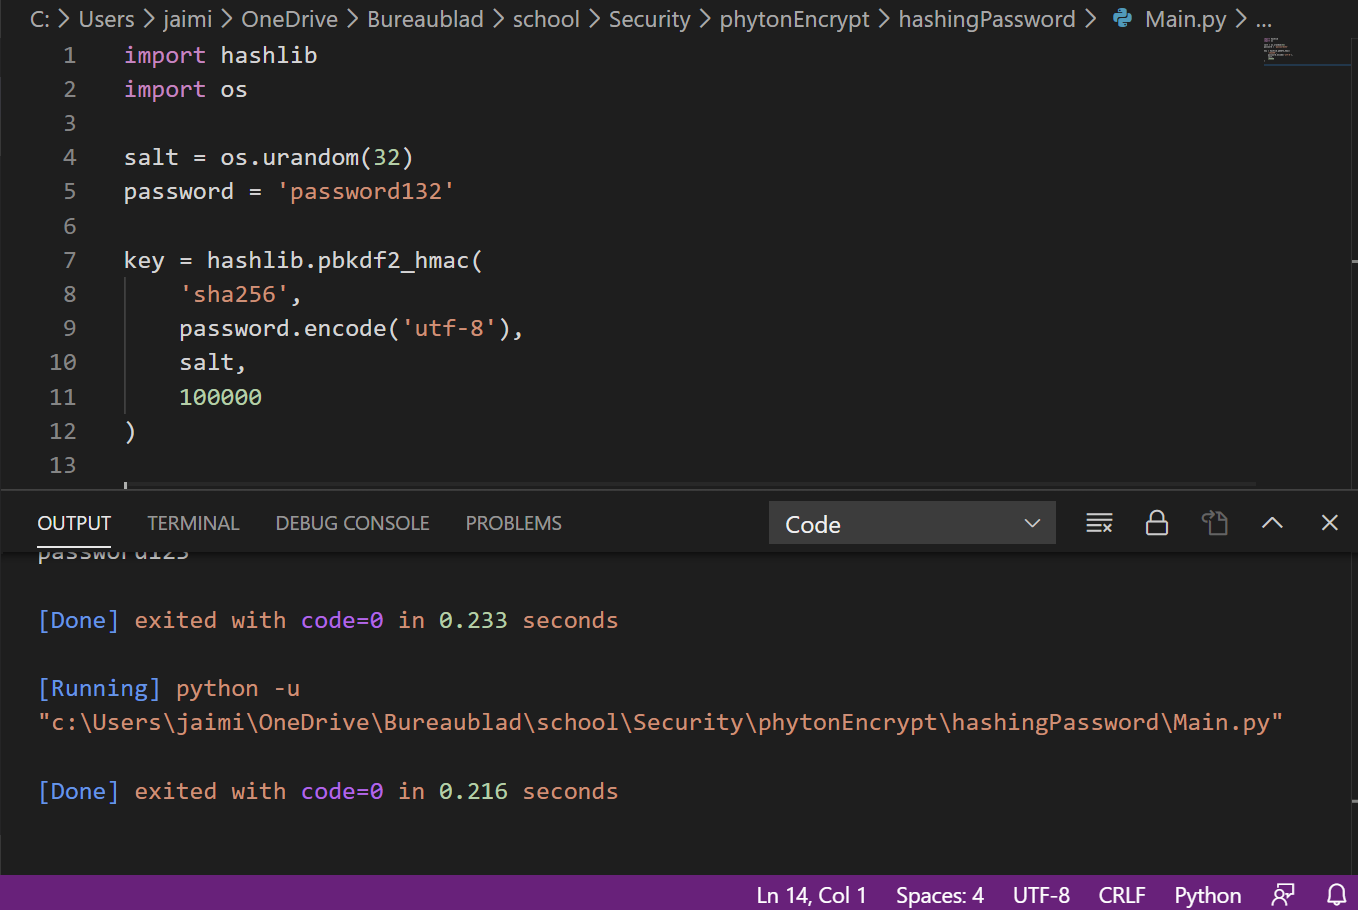 C: > Users > jaimi > OneDrive > Bureaublad > school > Security > phytonEncrypt > hashingPassword > Main.py > ...
1 import hashlib
2 import os
3
4 salt = os.urandom(32)
5 password = 'password132'
6
7 key = hashlib.pbkdf2_hmac(
8     'sha256',
9     password.encode('utf-8'),
10     salt,
11     100000
12 )
13
OUTPUT TERMINAL DEBUG CONSOLE PROBLEMS Code
password123
[Done] exited with code=0 in 0.233 seconds
[Running] python -u
"c:\Users\jaimi\OneDrive\Bureaublad\school\Security\phytonEncrypt\hashingPassword\Main.py"
[Done] exited with code=0 in 0.216 seconds
Ln 14, Col 1 Spaces: 4 UTF-8 CRLF Python